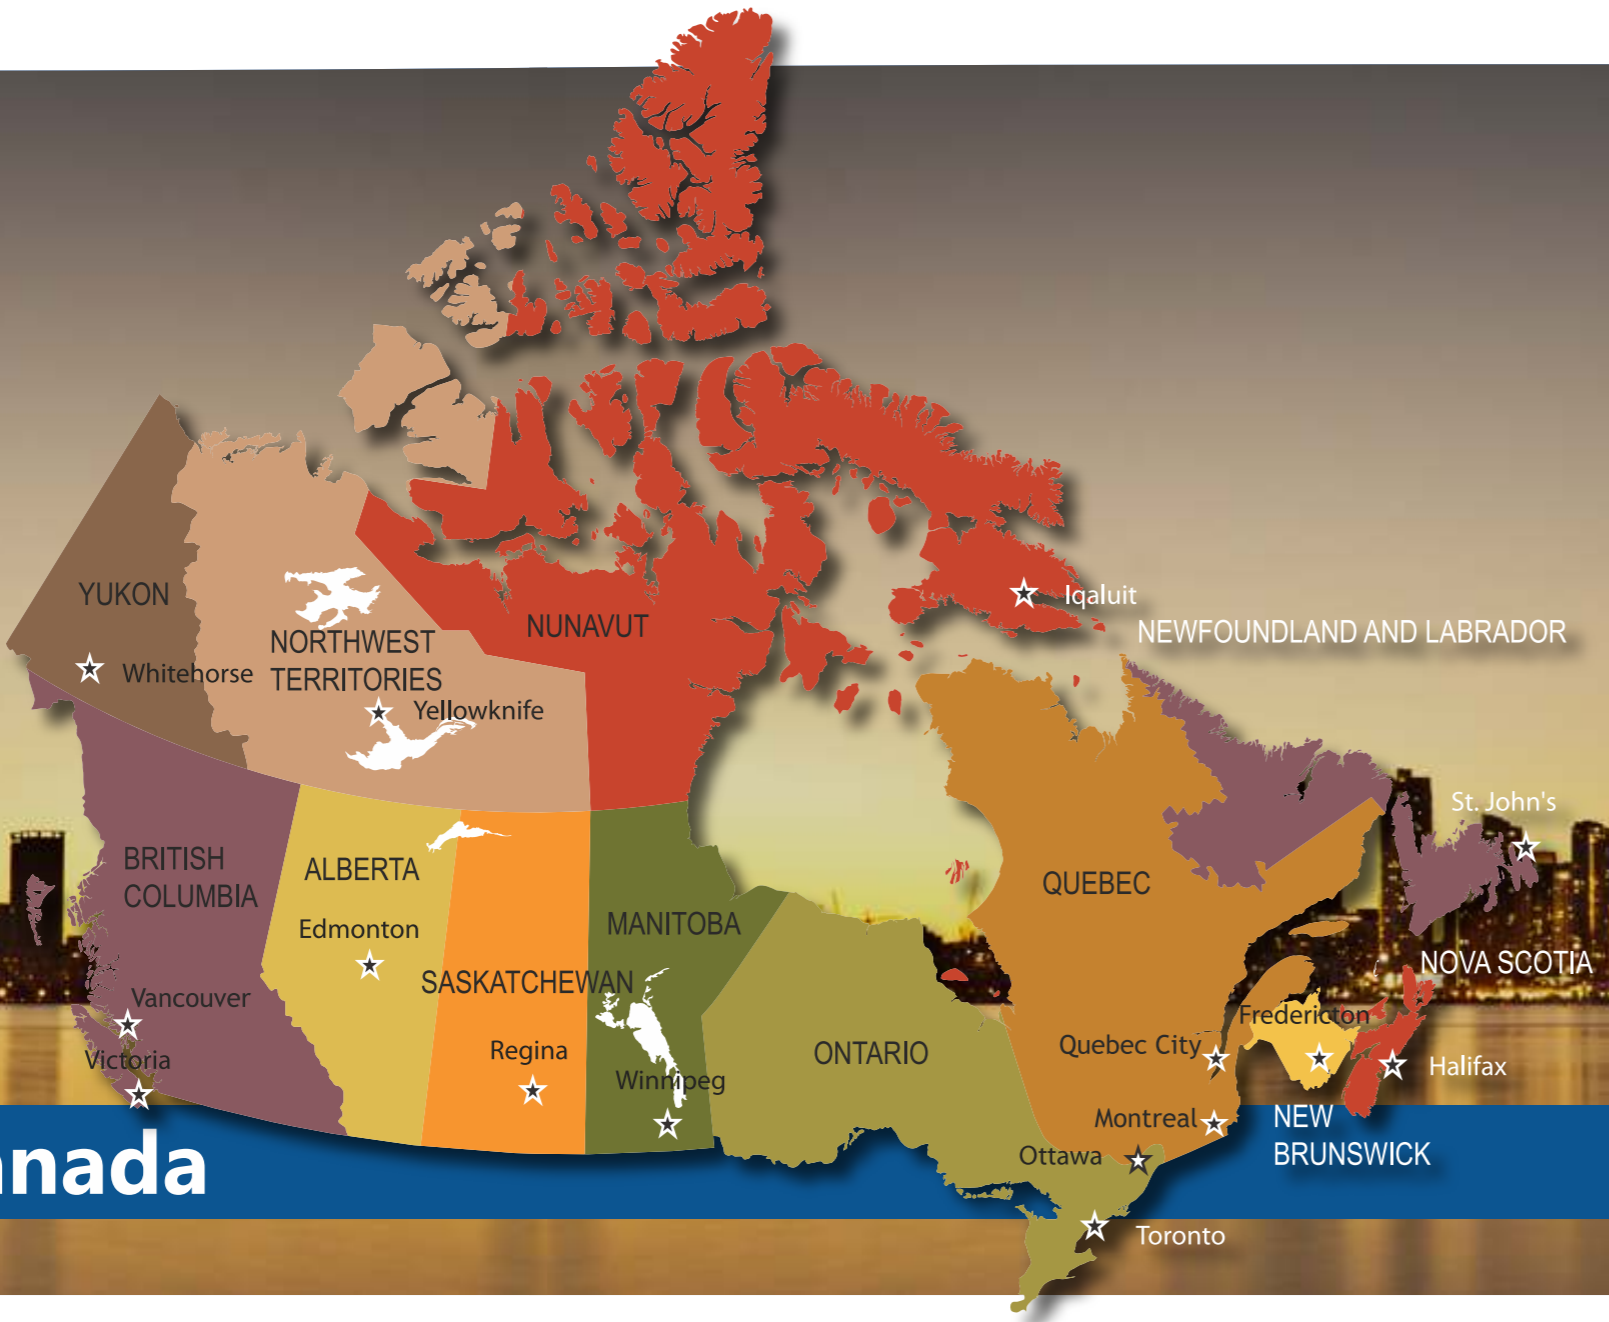 YUKON
Whitehorse
NORTHWEST
TERRITORIES
Yellowknife
NUNAVUT
Iqaluit
NEWFOUNDLAND AND LABRADOR
St. John's
BRITISH
COLUMBIA
ALBERTA
Edmonton
SASKATCHEWAN
MANITOBA
QUEBEC
NOVA SCOTIA
Vancouver
Victoria
Regina
Winnipeg
ONTARIO
Quebec City
Fredericton
Halifax
Montreal
NEW
BRUNSWICK
Ottawa
Toronto
anada